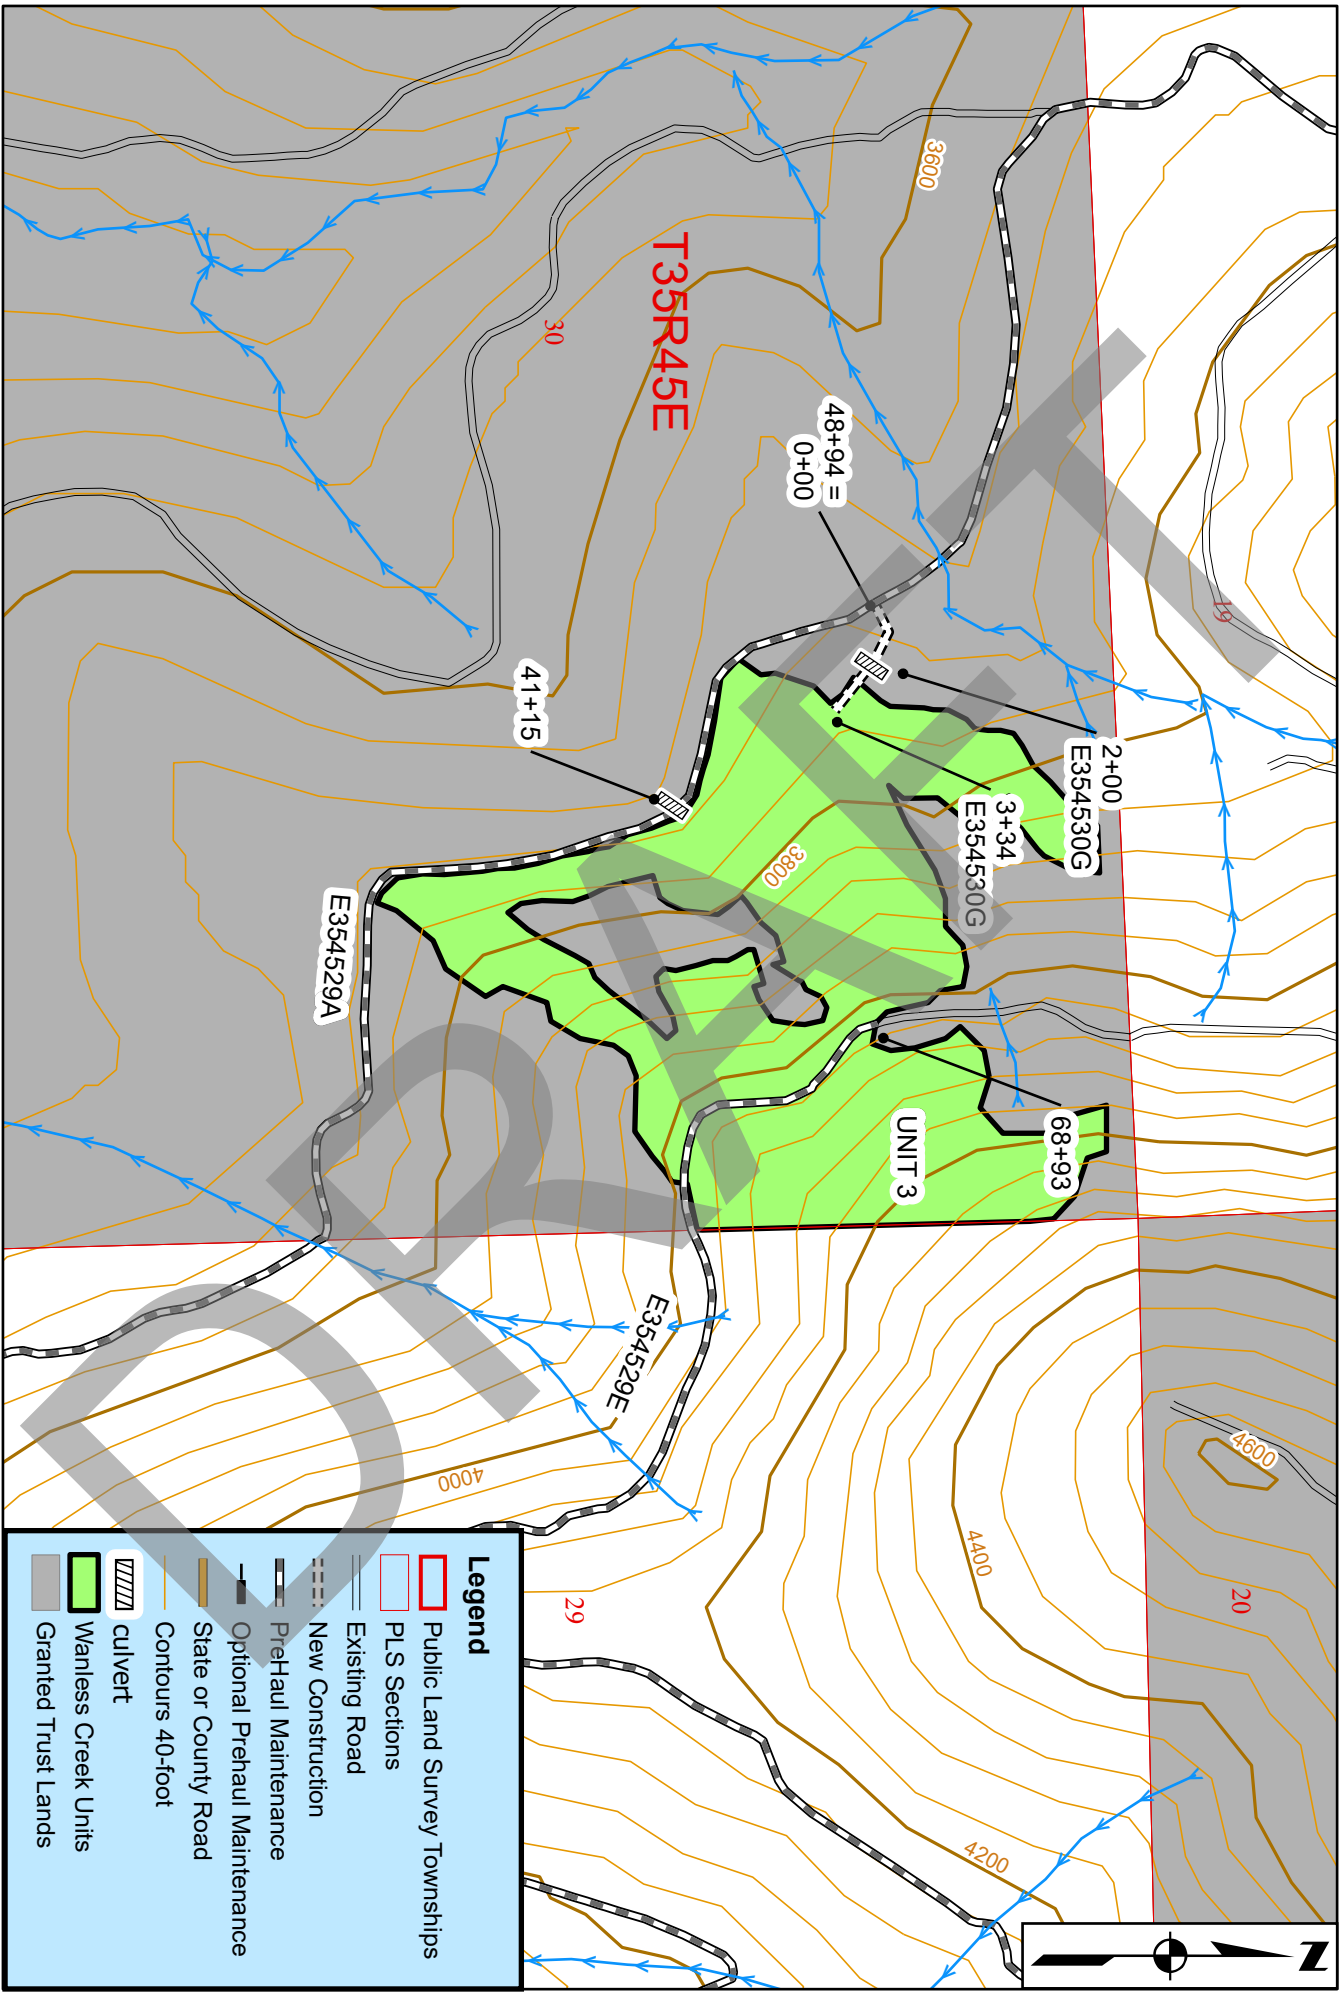 N
19
20
3600
T35R45E
30
48+94 =
0+00
2+00
E354530G
3+34
E354530G
41+15
3800
E354529A
68+93
UNIT 3
E354529E
4000
4600
4400
4200
29
DRAFT
Legend
Public Land Survey Townships
PLS Sections
Existing Road
New Construction
PreHaul Maintenance
Optional Prehaul Maintenance
State or County Road
Contours 40-foot
culvert
Wanless Creek Units
Granted Trust Lands